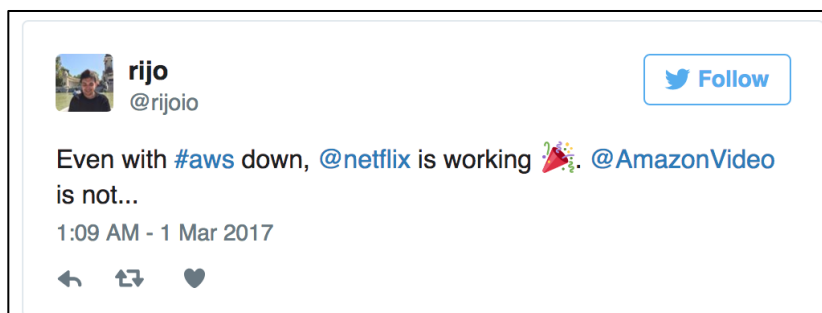 rijo
@rijoio
Follow
Even with #aws down, @netflix is working 🎉. @AmazonVideo
is not...
1:09 AM - 1 Mar 2017